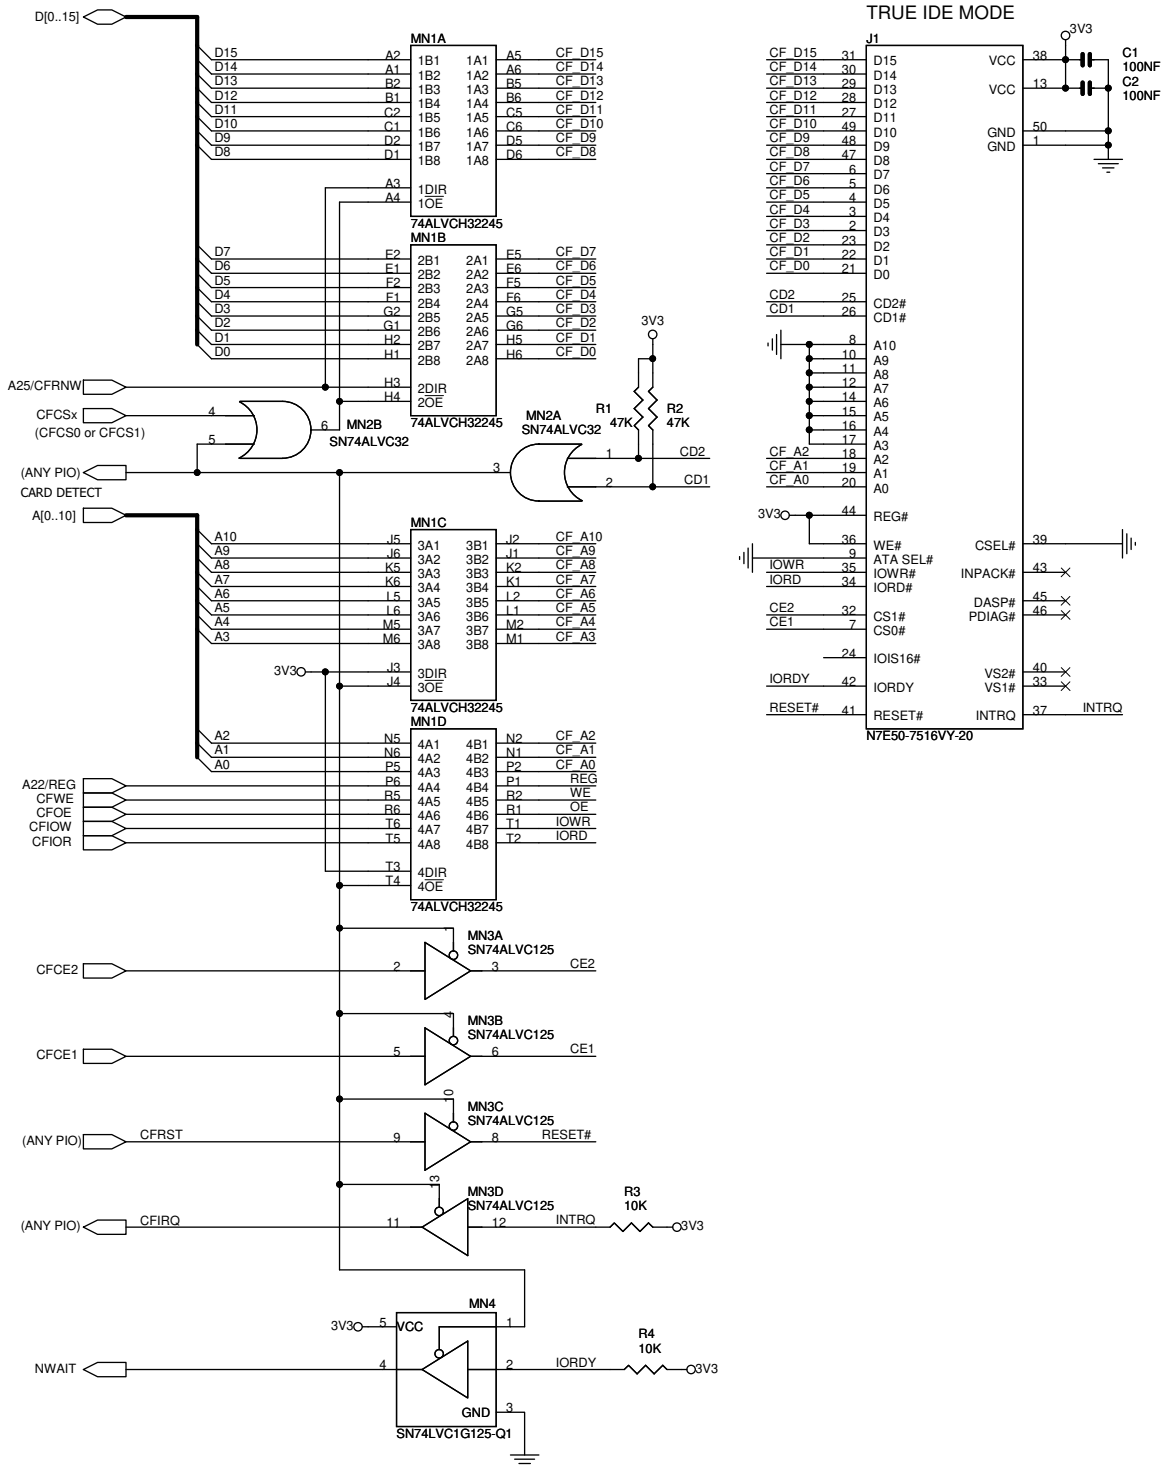 TRUE IDE MODE
D[0..15]
MN1A
D15 A2 1B1 1A1 A5 CF_D15
D14 A1 1B2 1A2 A6 CF_D14
D13 B2 1B3 1A3 B5 CF_D13
D12 B1 1B4 1A4 B6 CF_D12
D11 C2 1B5 1A5 C5 CF_D11
D10 C1 1B6 1A6 C6 CF_D10
D9 D2 1B7 1A7 D5 CF_D9
D8 D1 1B8 1A8 D6 CF_D8
A3 1DIR
A4 1OE
74ALVCH32245
MN1B
D7 E2 2B1 2A1 E5 CF_D7
D6 E1 2B2 2A2 E6 CF_D6
D5 F2 2B3 2A3 F5 CF_D5
D4 F1 2B4 2A4 F6 CF_D4
D3 G2 2B5 2A5 G5 CF_D3
D2 G1 2B6 2A6 G6 CF_D2
D1 H2 2B7 2A7 H5 CF_D1
D0 H1 2B8 2A8 H6 CF_D0
A25/CFRNW H3 2DIR
H4 2OE
74ALVCH32245
CFCSx 4
(CFCS0 or CFCS1)
5
6 MN2B
SN74ALVC32
3V3
R1
47K
R2
47K
MN2A
SN74ALVC32
(ANY PIO) 3 1 CD2
2 CD1
CARD DETECT
A[0..10]
MN1C
A10 J5 3A1 3B1 J2 CF_A10
A9 J6 3A2 3B2 J1 CF_A9
A8 K5 3A3 3B3 K2 CF_A8
A7 K6 3A4 3B4 K1 CF_A7
A6 L5 3A5 3B5 L2 CF_A6
A5 L6 3A6 3B6 L1 CF_A5
A4 M5 3A7 3B7 M2 CF_A4
A3 M6 3A8 3B8 M1 CF_A3
3V3 J3 3DIR
J4 3OE
74ALVCH32245
MN1D
A2 N5 4A1 4B1 N2 CF_A2
A1 N6 4A2 4B2 N1 CF_A1
A0 P5 4A3 4B3 P2 CF_A0
A22/REG P6 4A4 4B4 P1 REG
CFWE R5 4A5 4B5 R2 WE
CFOE R6 4A6 4B6 R1 OE
CFIOW T6 4A7 4B7 T1 IOWR
CFIOR T5 4A8 4B8 T2 IORD
T3 4DIR
T4 4OE
74ALVCH32245
1 MN3A
SN74ALVC125
CFCE2 2 3 CE2
4 MN3B
SN74ALVC125
CFCE1 5 6 CE1
10 MN3C
SN74ALVC125
(ANY PIO) CFRST 9 8 RESET#
13 MN3D
SN74ALVC125
R3
10K
(ANY PIO) CFIRQ 11 12 INTRQ 3V3
MN4
3V3 5 VCC 1
R4
10K
NWAIT 4 2 IORDY 3V3
GND 3
SN74LVC1G125-Q1
J1
3V3
C1
100NF
C2
100NF
CF_D15 31 D15 VCC 38
CF_D14 30 D14
CF_D13 29 D13 VCC 13
CF_D12 28 D12
CF_D11 27 D11
CF_D10 49 D10 GND 50
CF_D9 48 D9 GND 1
CF_D8 47 D8
CF_D7 6 D7
CF_D6 5 D6
CF_D5 4 D5
CF_D4 3 D4
CF_D3 2 D3
CF_D2 23 D2
CF_D1 22 D1
CF_D0 21 D0
CD2 25 CD2#
CD1 26 CD1#
8 A10
10 A9
11 A8
12 A7
14 A6
15 A5
16 A4
17 A3
CF_A2 18 A2
CF_A1 19 A1
CF_A0 20 A0
3V3 44 REG#
36 WE# CSEL# 39
9 ATA SEL#
IOWR 35 IOWR# INPACK# 43
IORD 34 IORD#
DASP# 45
CE2 32 CS1# PDIAG# 46
CE1 7 CS0#
24 IOIS16#
VS2# 40
IORDY 42 IORDY VS1# 33
RESET# 41 RESET# INTRQ 37 INTRQ
N7E50-7516VY-20